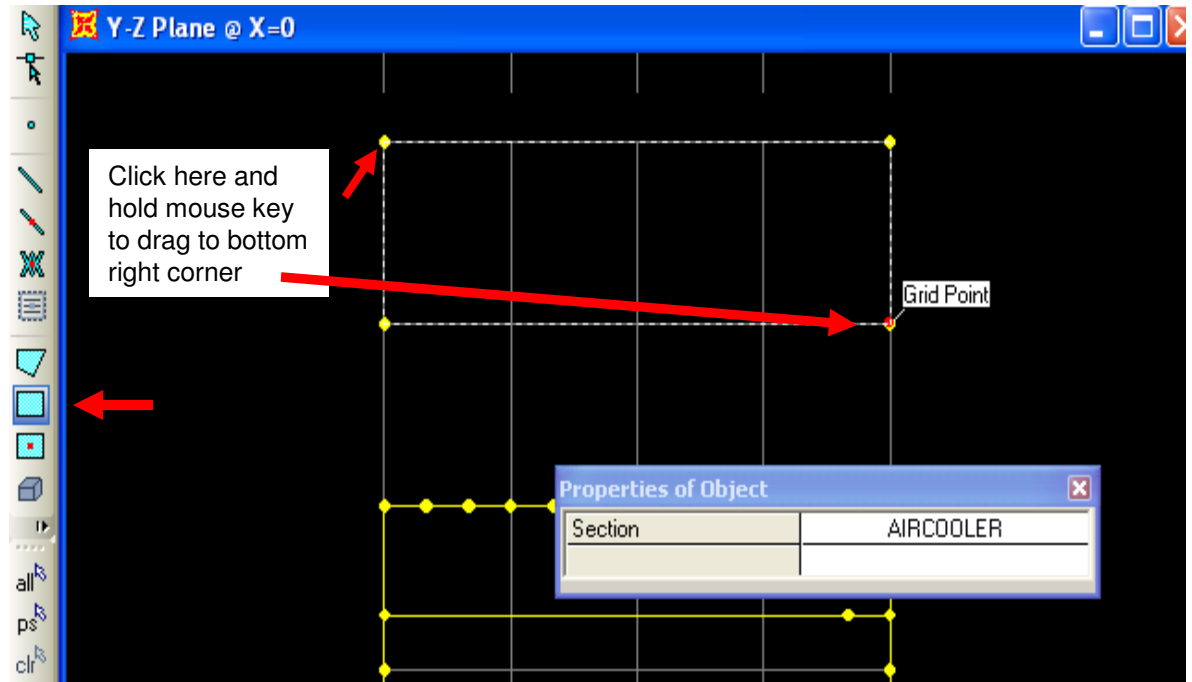 Y-Z Plane @ X=0
Click here and
hold mouse key
to drag to bottom
right corner
Grid Point
Properties of Object
Section AIRCOOLER
all
ps
clr